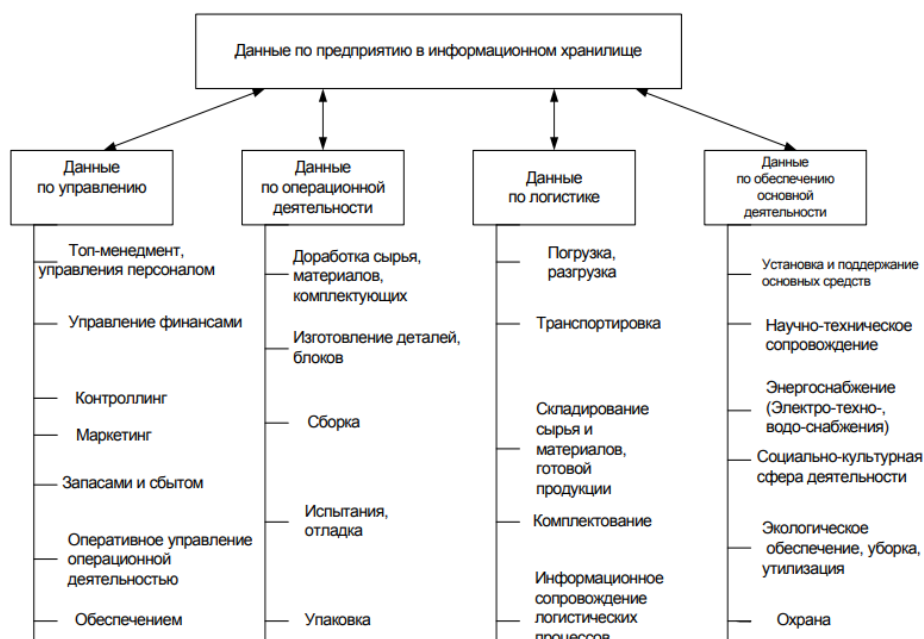 Данные по предприятию в информационном хранилище
Данные
по управлению
Данные
по операционной
деятельности
Данные
по логистике
Данные
по обеспечению
основной
деятельности
Топ-менедмент,
управления персоналом
Управление финансами
Контроллинг
Маркетинг
Запасами и сбытом
Оперативное управление
операционной
деятельностью
Обеспечением
Доработка сырья,
материалов,
комплектующих
Изготовление деталей,
блоков
Сборка
Испытания,
отладка
Упаковка
Погрузка,
разгрузка
Транспортировка
Складирование
сырья и
материалов,
готовой
продукции
Комплектование
Информационное
сопровождение
логистических
процессов
Установка и поддержание
основных средств
Научно-техническое
сопровождение
Энергоснабжение
(Электро-техно-,
водо-снабжения)
Социально-культурная
сфера деятельности
Экологическое
обеспечение, уборка,
утилизация
Охрана